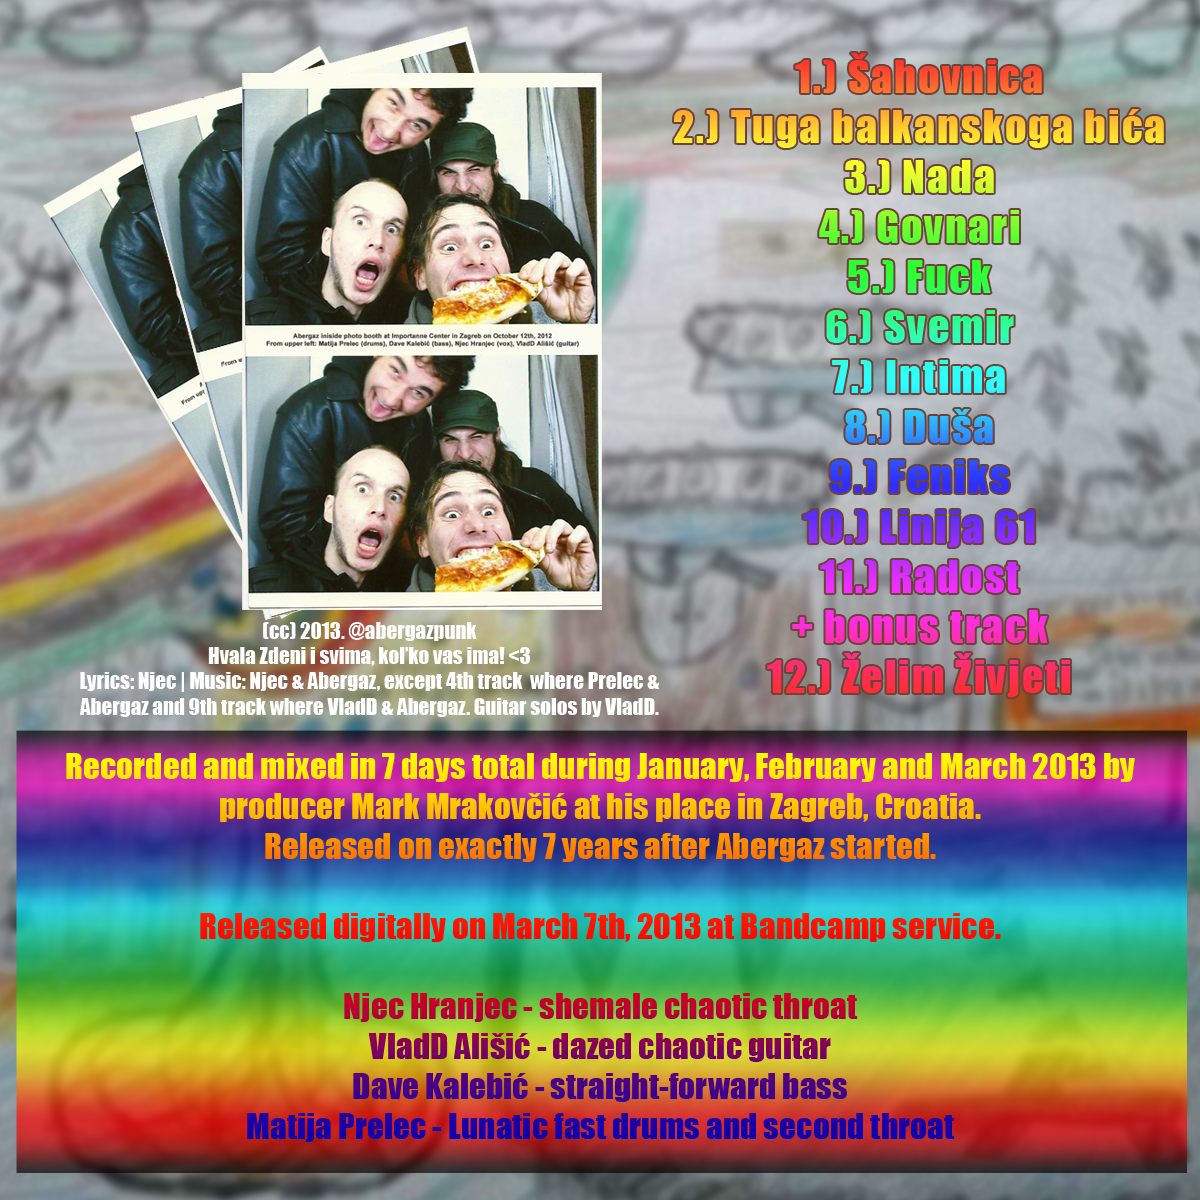 1.) Šahovnica
2.) Tuga balkanskoga bića
3.) Nada
4.) Govnari
5.) Fuck
6.) Svemir
7.) Intima
8.) Duša
9.) Feniks
10.) Linija 61
11.) Radost
+ bonus track
12.) Želim Živjeti
Abergaz iniside photo booth at Importanne Center in Zagreb on October 12th, 2012
From upper left: Matija Prelec (drums), Dave Kalebić (bass), Njec Hranjec (vox), VladD Ališić (guitar)
(cc) 2013. @abergazpunk
Hvala Zdeni i svima, kol'ko vas ima! <3
Lyrics: Njec | Music: Njec & Abergaz, except 4th track where Prelec &
Abergaz and 9th track where VladD & Abergaz. Guitar solos by VladD.
Recorded and mixed in 7 days total during January, February and March 2013 by
producer Mark Mrakovčić at his place in Zagreb, Croatia.
Released on exactly 7 years after Abergaz started.
Released digitally on March 7th, 2013 at Bandcamp service.
Njec Hranjec - shemale chaotic throat
VladD Ališić - dazed chaotic guitar
Dave Kalebić - straight-forward bass
Matija Prelec - Lunatic fast drums and second throat